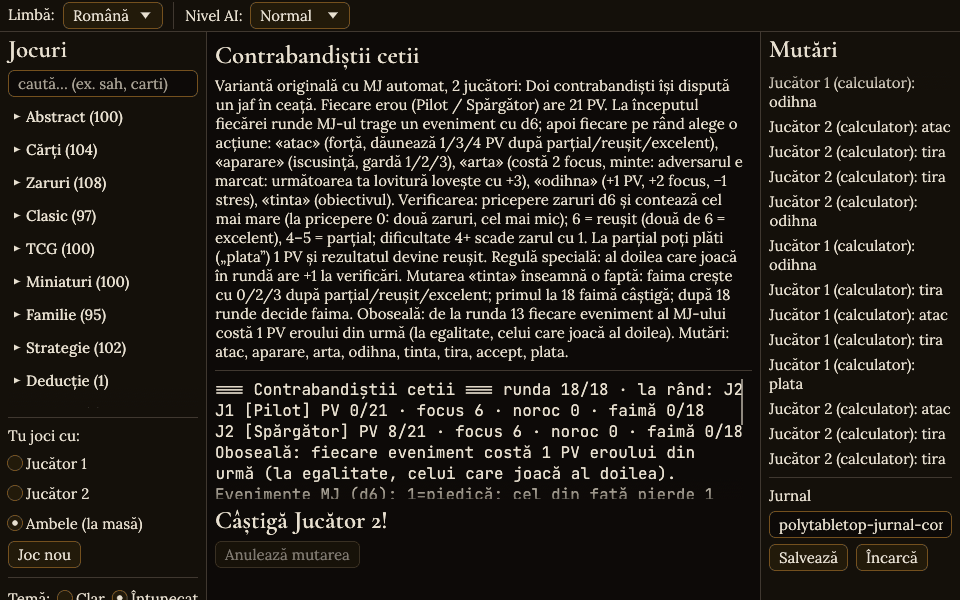 Limbă: Română ▼ Nivel AI: Normal ▼
Jocuri
caută... (ex. sah, carti)
▸ Abstract (100)
▸ Cărți (104)
▸ Zaruri (108)
▸ Clasic (97)
▸ TCG (100)
▸ Miniaturi (100)
▸ Familie (95)
▸ Strategie (102)
▸ Deducție (1)
Tu joci cu:
Jucător 1
Jucător 2
Ambele (la masă)
Joc nou
Temă: Clar Întunecat
Contrabandiștii ceții
Variantă originală cu MJ automat, 2 jucători: Doi contrabandiști își dispută
un jaf în ceață. Fiecare erou (Pilot / Spărgător) are 21 PV. La începutul
fiecărei runde MJ-ul trage un eveniment cu d6; apoi fiecare pe rând alege o
acțiune: «atac» (forță, dăunează 1/3/4 PV după parțial/reușit/excelent),
«aparare» (iscusință, gardă 1/2/3), «arta» (costă 2 focus, minte: adversarul e
marcat: următoarea ta lovitură lovește cu +3), «odihna» (+1 PV, +2 focus, −1
stres), «tinta» (obiectivul). Verificarea: pricepere zaruri d6 și contează cel
mai mare (la pricepere 0: două zaruri, cel mai mic); 6 = reușit (două de 6 =
excelent), 4–5 = parțial; dificultate 4+ scade zarul cu 1. La parțial poți plăti
(„plata”) 1 PV și rezultatul devine reușit. Regulă specială: al doilea care joacă
în rundă are +1 la verificări. Mutarea «tinta» înseamnă o faptă: faima crește
cu 0/2/3 după parțial/reușit/excelent; primul la 18 faimă câștigă; după 18
runde decide faima. Oboseală: de la runda 13 fiecare eveniment al MJ-ului
costă 1 PV eroului din urmă (la egalitate, celui care joacă al doilea). Mutări:
atac, aparare, arta, odihna, tinta, tira, accept, plata.
≡≡≡ Contrabandiștii ceții ≡≡≡ runda 18/18 · la rând: J2
J1 [Pilot] PV 0/21 · focus 6 · noroc 0 · faimă 0/18
J2 [Spărgător] PV 8/21 · focus 6 · noroc 0 · faimă 0/18
Oboseală: fiecare eveniment costă 1 PV eroului din
urmă (la egalitate, celui care joacă al doilea).
Evenimente MJ (d6): 1=piedică: cel din față pierde 1
Câștigă Jucător 2!
Anulează mutarea
Mutări
Jucător 1 (calculator):
odihna
Jucător 2 (calculator): atac
Jucător 2 (calculator): tira
Jucător 2 (calculator): tira
Jucător 2 (calculator):
odihna
Jucător 1 (calculator):
odihna
Jucător 1 (calculator): tira
Jucător 1 (calculator): atac
Jucător 1 (calculator): tira
Jucător 1 (calculator):
plata
Jucător 2 (calculator): atac
Jucător 2 (calculator): tira
Jucător 2 (calculator): tira
Jurnal
polytabletop-jurnal-cor
Salvează Încarcă